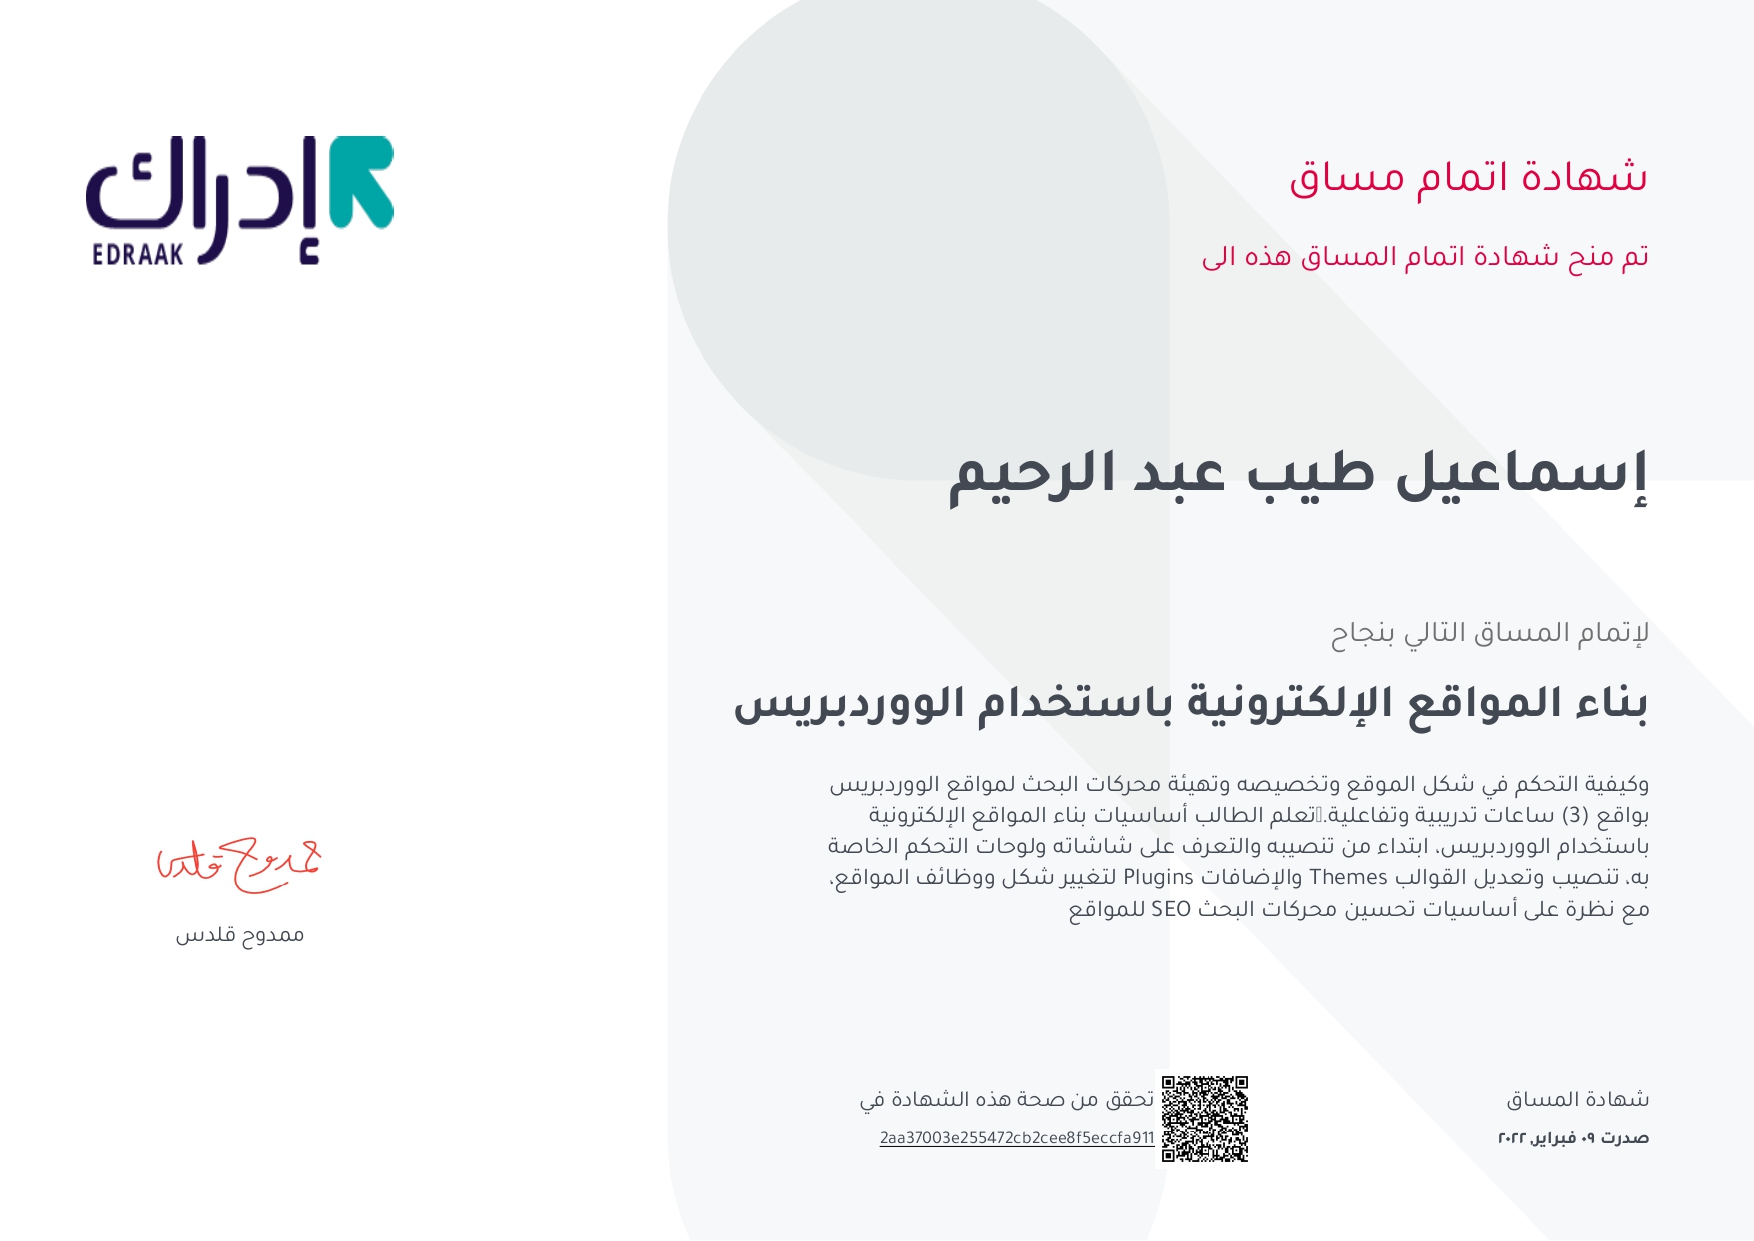 إدراك
EDRAAK
شهادة اتمام مساق
تم منح شهادة اتمام المساق هذه الى
إسماعيل طيب عبد الرحيم
لإتمام المساق التالي بنجاح
بناء المواقع الإلكترونية باستخدام الووردبريس
وكيفية التحكم في شكل الموقع وتخصيصه وتهيئة محركات البحث لمواقع الووردبريس
بواقع (3) ساعات تدريبية وتفاعلية. تعلم الطالب أساسيات بناء المواقع الإلكترونية
باستخدام الووردبريس، ابتداء من تنصيبه والتعرف على شاشاته ولوحات التحكم الخاصة
به، تنصيب وتعديل القوالب Themes والإضافات Plugins لتغيير شكل ووظائف المواقع،
مع نظرة على أساسيات تحسين محركات البحث SEO للمواقع
ممدوح قلدس
ممدوح قلدس
شهادة المساق
صدرت ٠٩ فبراير, ٢٠٢٢
تحقق من صحة هذه الشهادة في
2aa37003e255472cb2cee8f5eccfa911